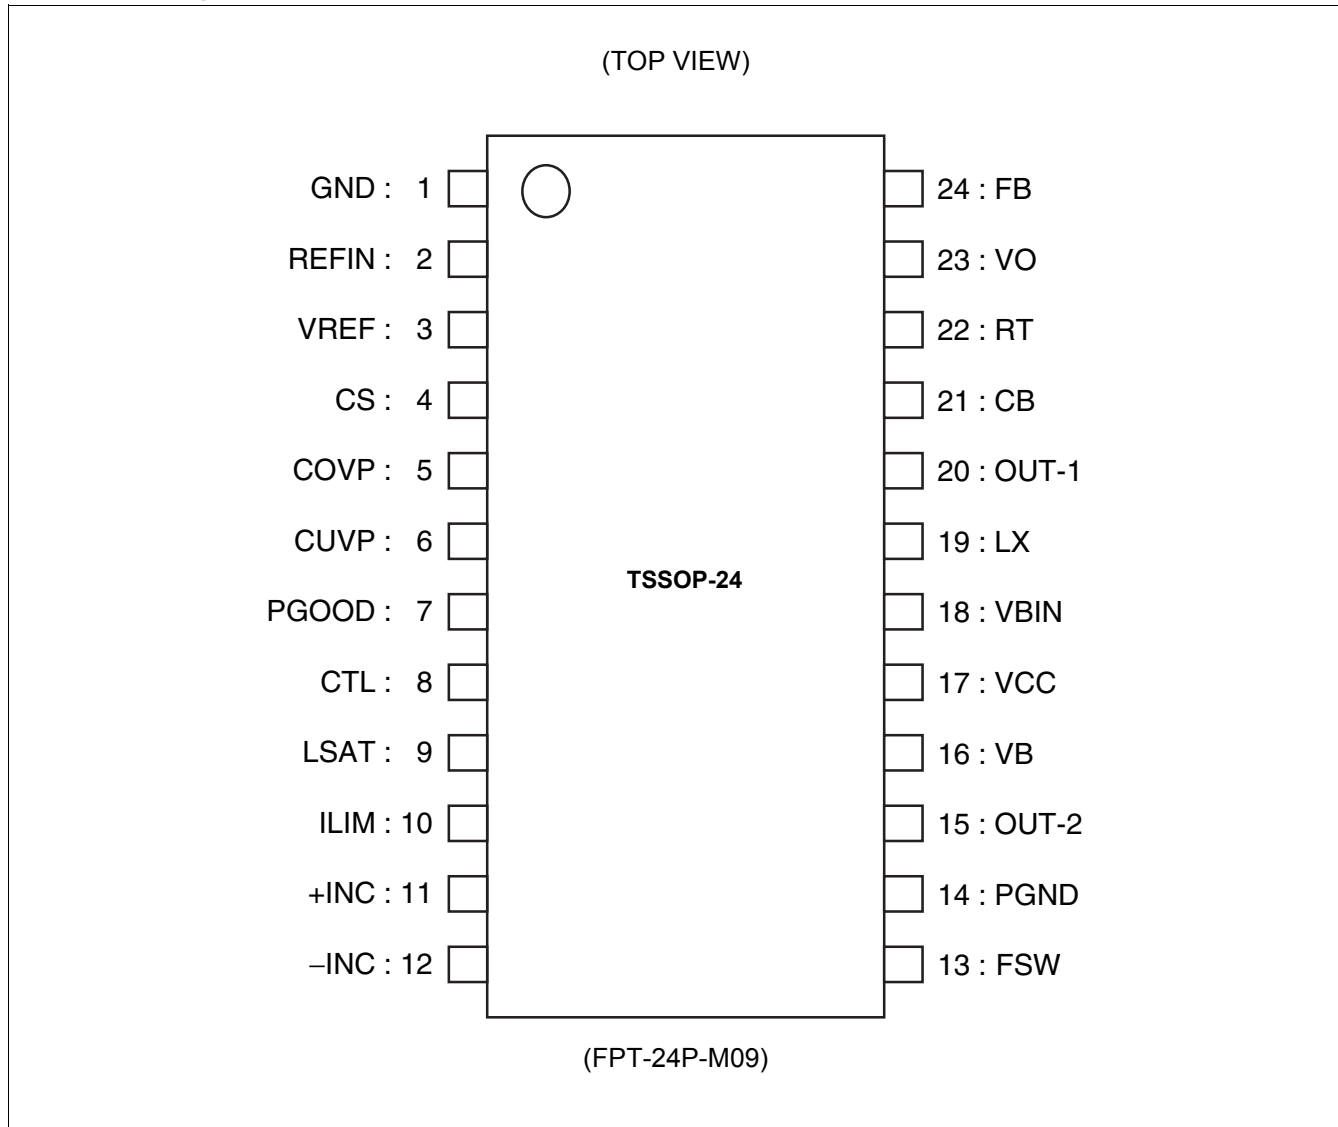 (TOP VIEW)
GND : 1
24 : FB
REFIN : 2
23 : VO
VREF : 3
22 : RT
CS : 4
21 : CB
COVP : 5
20 : OUT-1
CUVP : 6
19 : LX
TSSOP-24
PGOOD : 7
18 : VBIN
CTL : 8
17 : VCC
LSAT : 9
16 : VB
ILIM : 10
15 : OUT-2
+INC : 11
14 : PGND
−INC : 12
13 : FSW
(FPT-24P-M09)